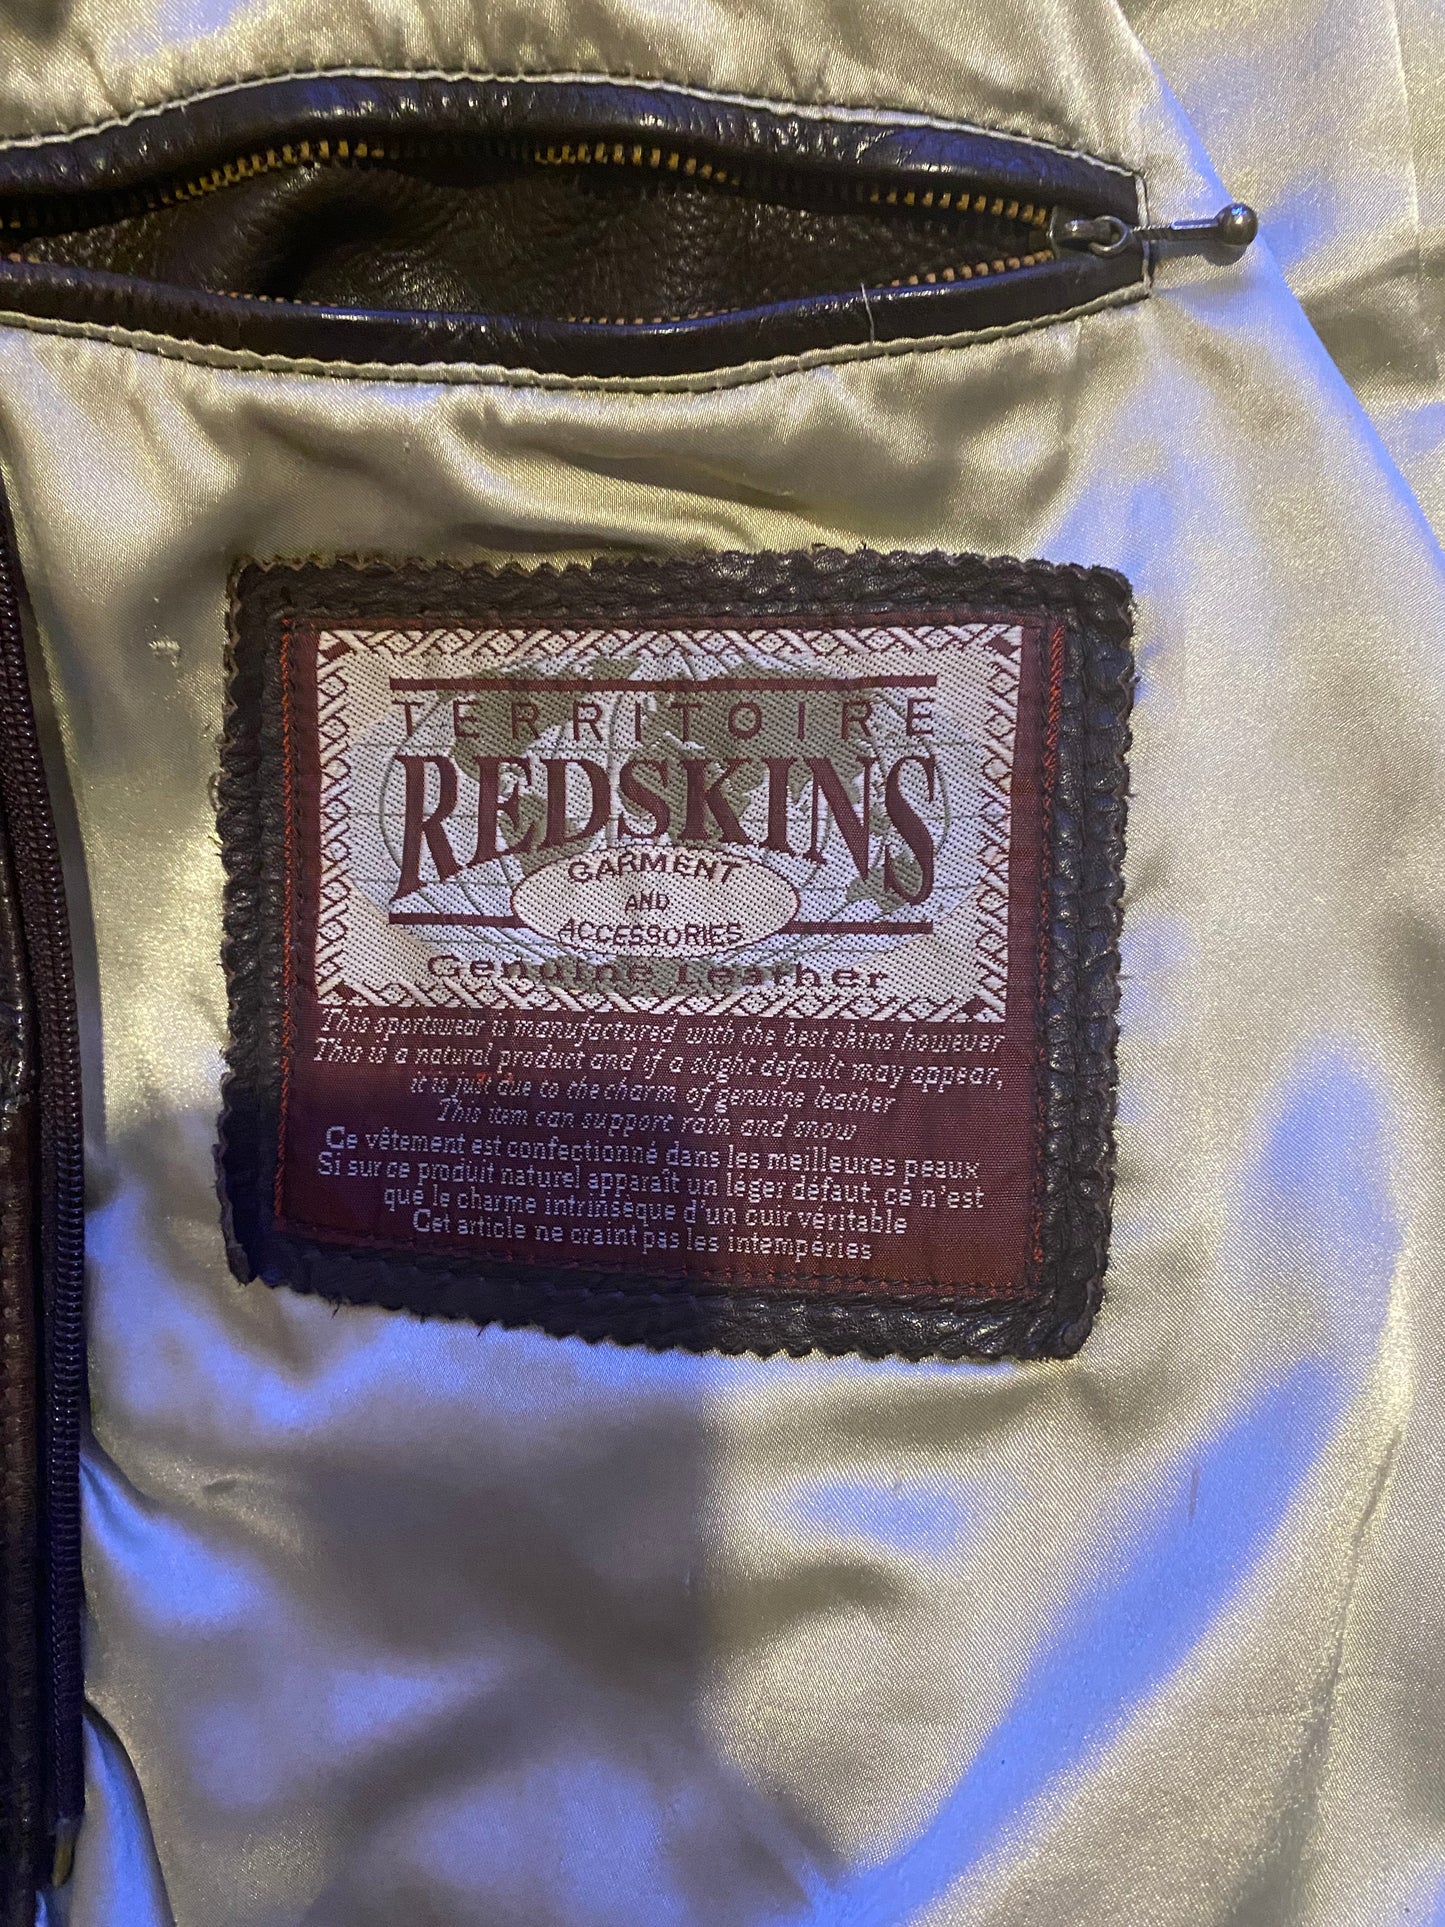 TERRITOIRE
REDSKINS
GARMENT
AND
ACCESSORIES
Genuine Leather
This sportswear is manufactured with the best skins however
This is a natural product and if a slight default may appear,
it is just due to the charm of genuine leather
This item can support rain and snow
Ce vêtement est confectionné dans les meilleures peaux
Si sur ce produit naturel apparaît un léger défaut, ce n'est
que le charme intrinsèque d'un cuir véritable
Cet article ne craint pas les intempéries